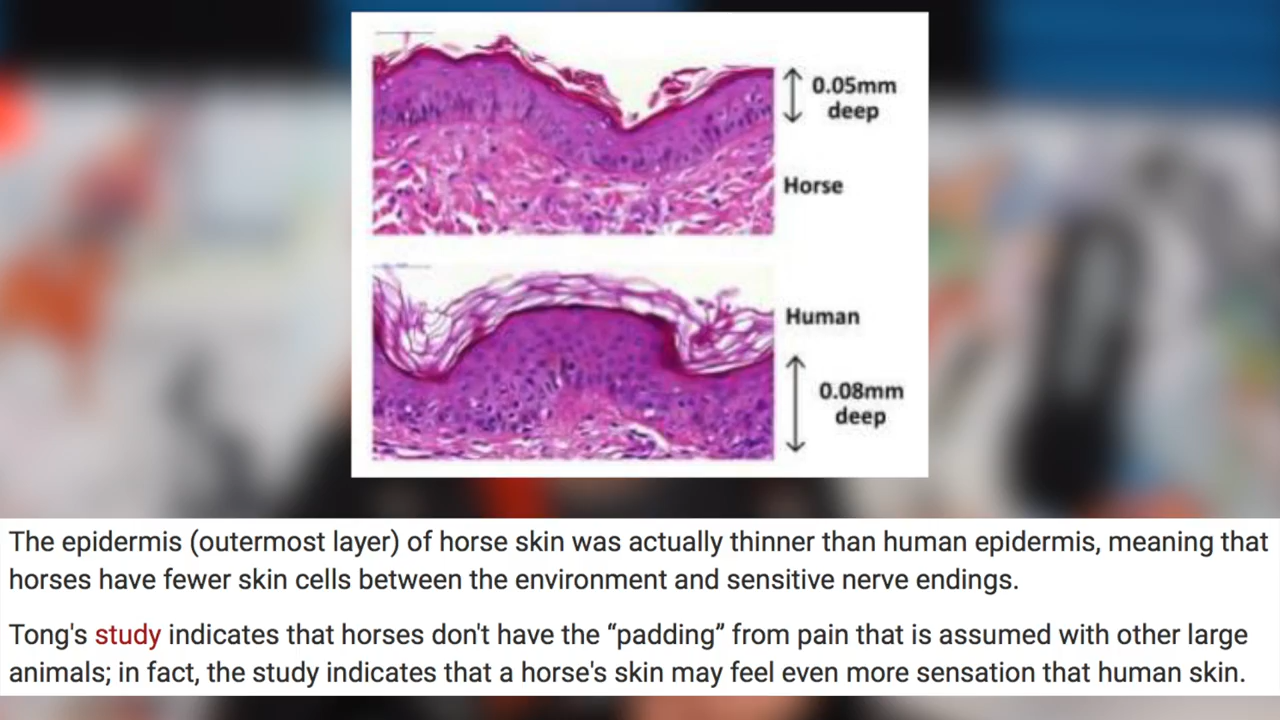 0.05mm
deep
Horse
Human
0.08mm
deep
The epidermis (outermost layer) of horse skin was actually thinner than human epidermis, meaning that
horses have fewer skin cells between the environment and sensitive nerve endings.
Tong's study indicates that horses don't have the “padding” from pain that is assumed with other large
animals; in fact, the study indicates that a horse's skin may feel even more sensation that human skin.